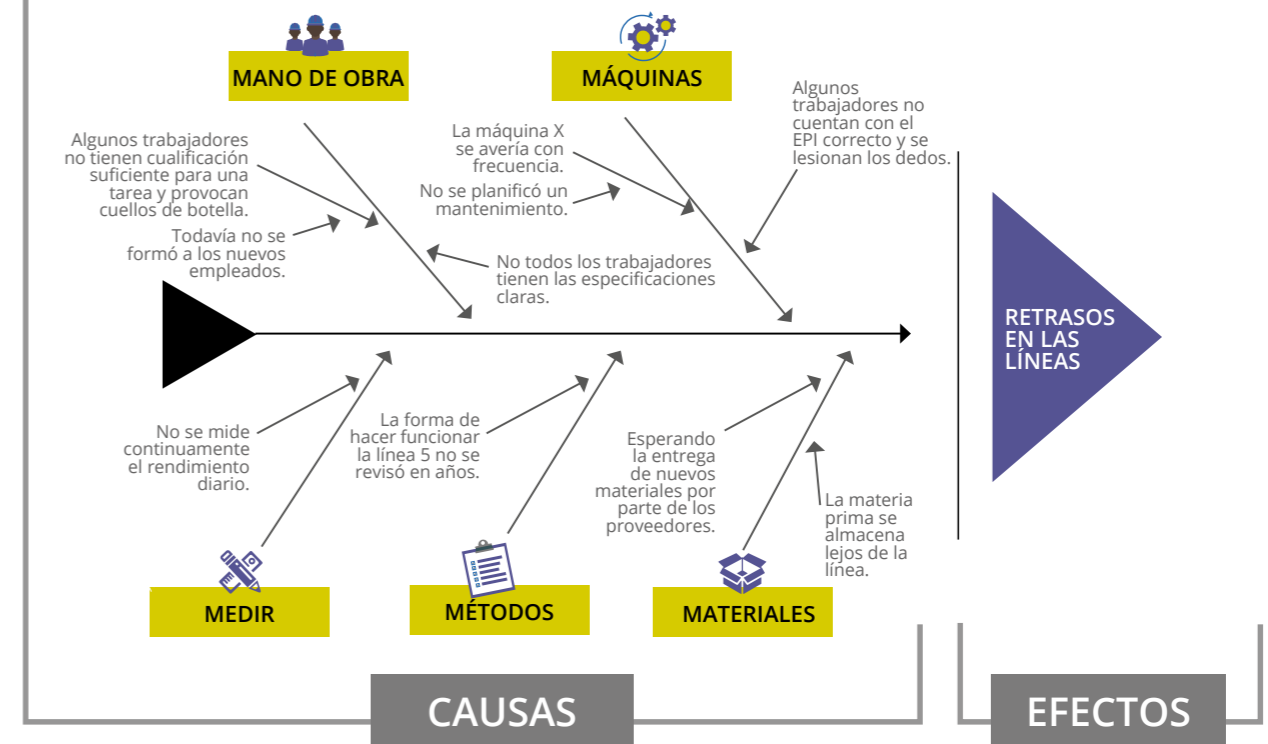 MANO DE OBRA
MÁQUINAS
Algunos trabajadores
no tienen cualificación
suficiente para una
tarea y provocan
cuellos de botella.
Todavía no se
formó a los nuevos
empleados.
No todos los trabajadores
tienen las especificaciones
claras.
La máquina X
se avería con
frecuencia.
No se planificó un
mantenimiento.
Algunos
trabajadores no
cuentan con el
EPI correcto y se
lesionan los dedos.
RETRASOS
EN LAS
LÍNEAS
No se mide
continuamente
el rendimiento
diario.
La forma de
hacer funcionar
la línea 5 no se
revisó en años.
Esperando
la entrega
de nuevos
materiales por
parte de los
proveedores.
La materia
prima se
almacena
lejos de la
línea.
MEDIR
MÉTODOS
MATERIALES
CAUSAS
EFECTOS